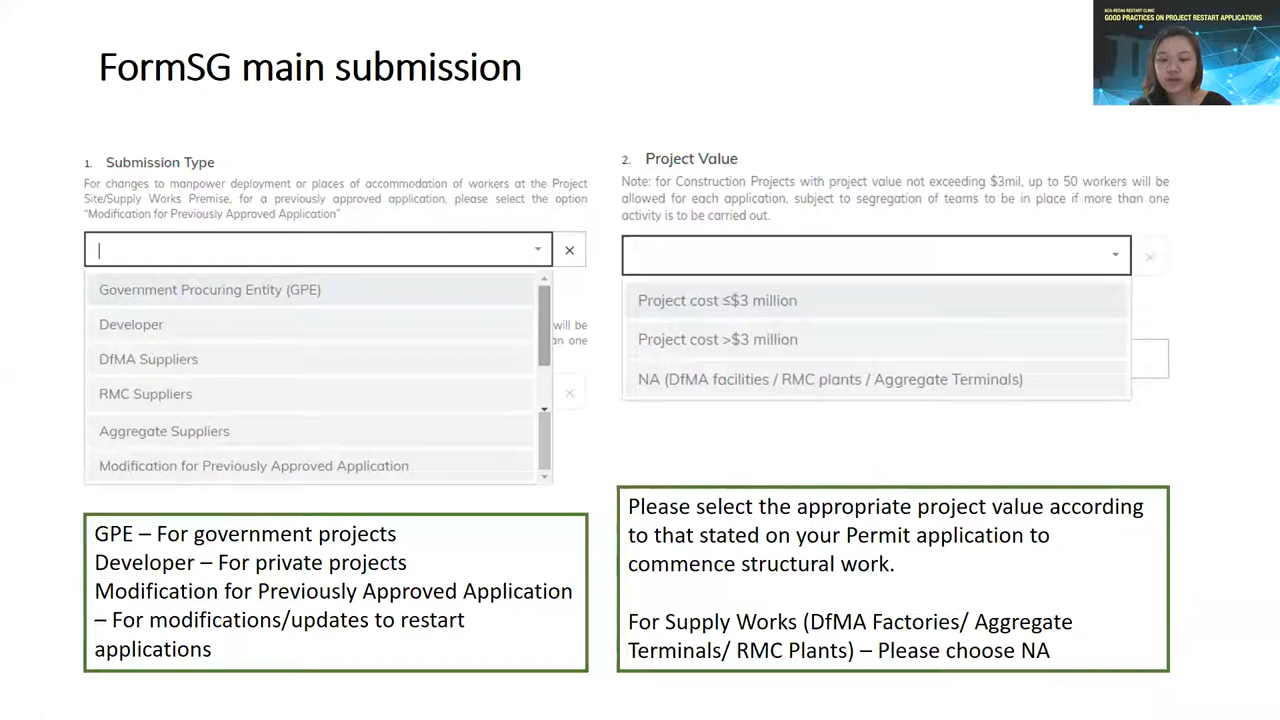 BCA-REDAS RESTART CLINIC
GOOD PRACTICES ON PROJECT RESTART APPLICATIONS
FormSG main submission
1. Submission Type
For changes to manpower deployment or places of accommodation of workers at the Project
Site/Supply Works Premise, for a previously approved application, please select the option
“Modification for Previously Approved Application”
Government Procuring Entity (GPE)
Developer
DfMA Suppliers
RMC Suppliers
Aggregate Suppliers
Modification for Previously Approved Application
will be
an one
GPE – For government projects
Developer – For private projects
Modification for Previously Approved Application
– For modifications/updates to restart
applications
2. Project Value
Note: for Construction Projects with project value not exceeding $3mil, up to 50 workers will be
allowed for each application, subject to segregation of teams to be in place if more than one
activity is to be carried out.
Project cost ≤$3 million
Project cost >$3 million
NA (DfMA facilities / RMC plants / Aggregate Terminals)
Please select the appropriate project value according
to that stated on your Permit application to
commence structural work.
For Supply Works (DfMA Factories/ Aggregate
Terminals/ RMC Plants) – Please choose NA